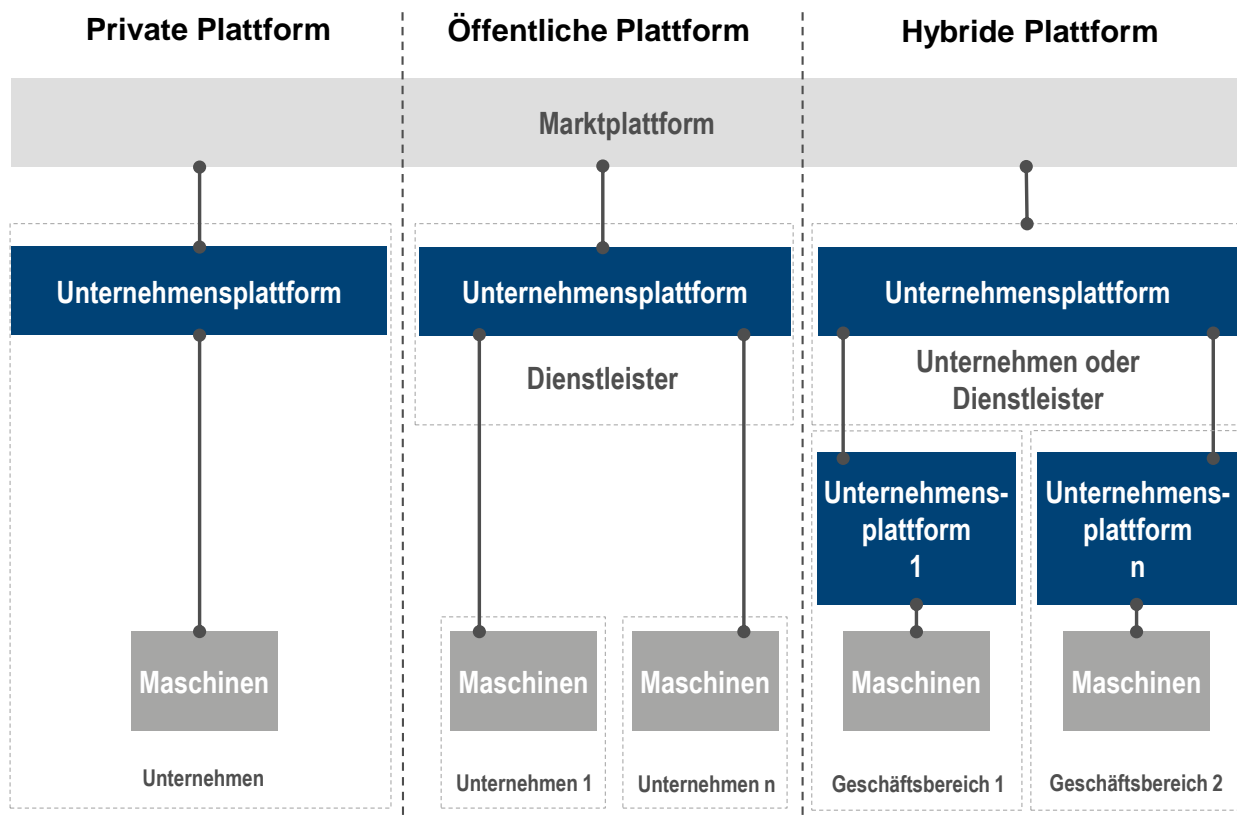 Private Plattform
Öffentliche Plattform
Hybride Plattform
Marktplattform
Unternehmensplattform
Unternehmensplattform
Unternehmensplattform
Dienstleister
Unternehmen oder
Dienstleister
Unternehmens-
plattform
1
Unternehmens-
plattform
n
Maschinen
Maschinen
Maschinen
Maschinen
Maschinen
Unternehmen
Unternehmen 1
Unternehmen n
Geschäftsbereich 1
Geschäftsbereich 2